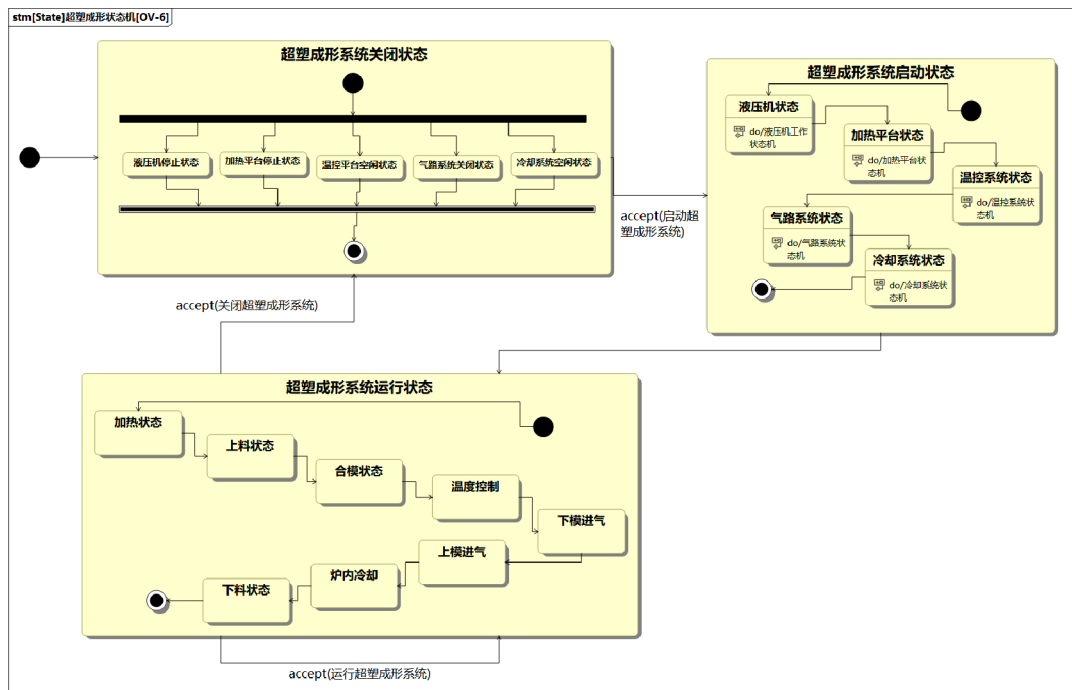 stm[State]超塑成形状态机[OV-6]
超塑成形系统关闭状态
液压机停止状态
加热平台停止状态
温控平台空闲状态
气路系统关闭状态
冷却系统空闲状态
accept(启动超
塑成形系统)
超塑成形系统启动状态
液压机状态
do/液压机工作
状态机
加热平台状态
do/加热平台状
态机
温控系统状态
do/温控系统状
态机
气路系统状态
do/气路系统状
态机
冷却系统状态
do/冷却系统状
态机
accept(关闭超塑成形系统)
超塑成形系统运行状态
加热状态
上料状态
合模状态
温度控制
下模进气
上模进气
炉内冷却
下料状态
accept(运行超塑成形系统)